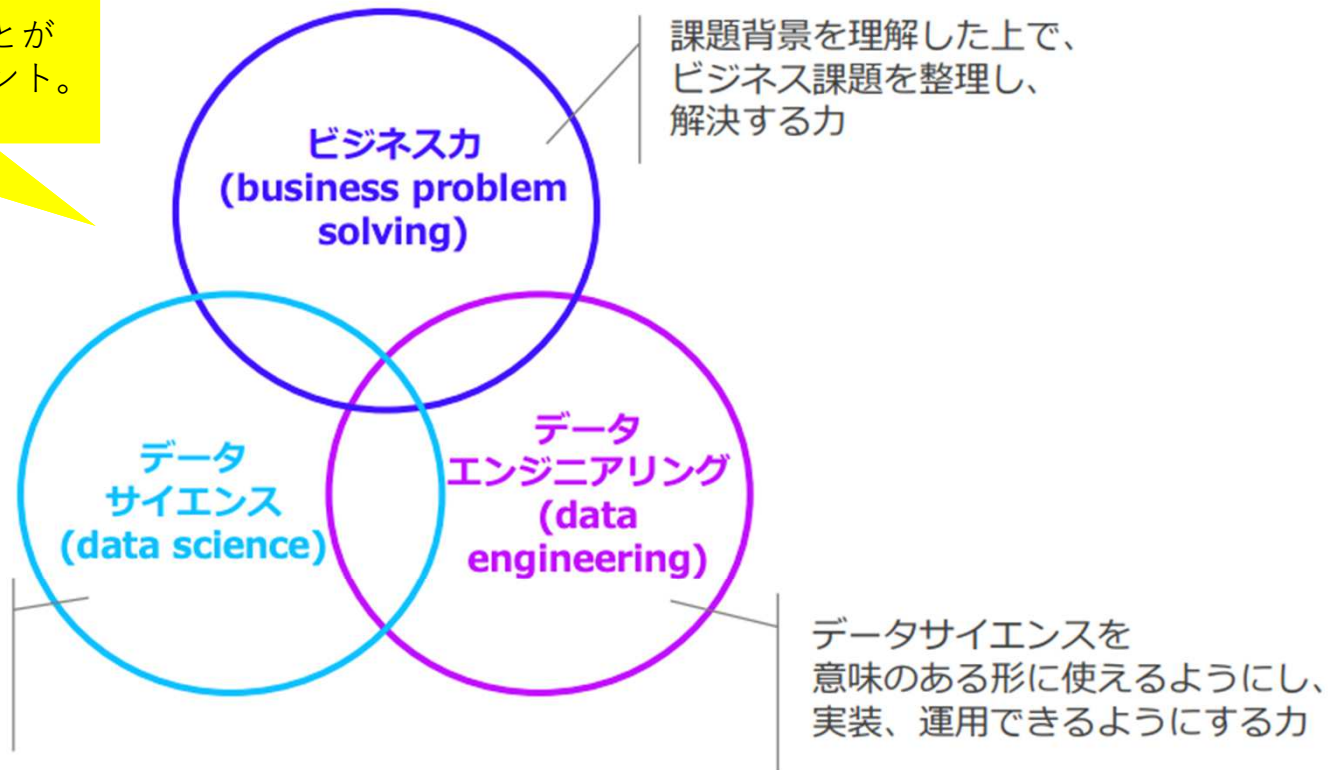 とが
ント。
課題背景を理解した上で、
ビジネス課題を整理し、
解決する力
ビジネス力
(business problem
solving)
データ
サイエンス
(data science)
データ
エンジニアリング
(data
engineering)
データサイエンスを
意味のある形に使えるようにし、
実装、運用できるようにする力